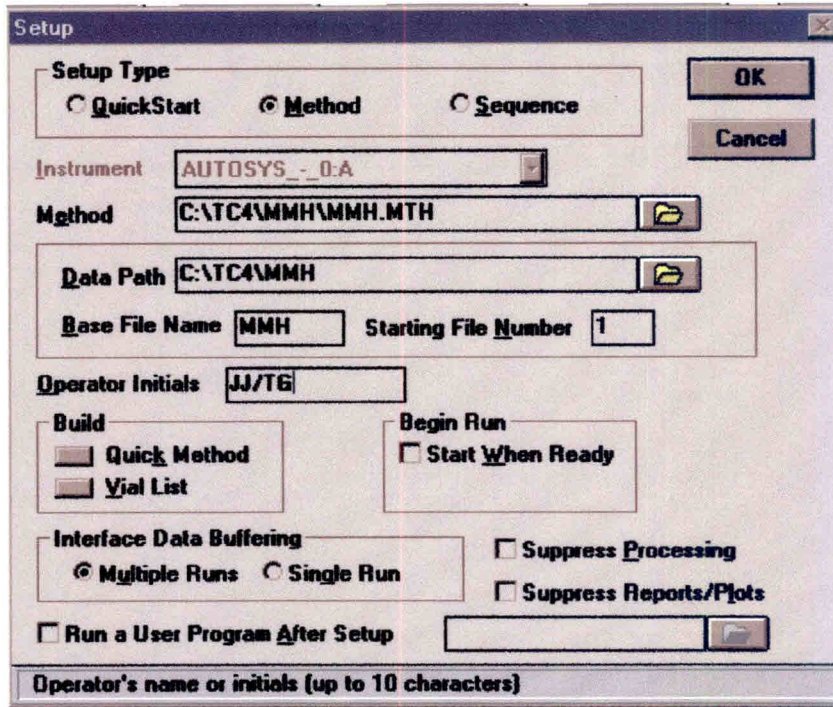 Setup
Setup Type
QuickStart Method Sequence
OK
Cancel
Instrument AUTOSYS_-_0:A
Method C:\TC4\MMH\MMH.MTH
Data Path C:\TC4\MMH
Base File Name MMH Starting File Number 1
Operator Initials JJ/TG
Build
Quick Method
Vial List
Begin Run
Start When Ready
Interface Data Buffering
Multiple Runs Single Run
Suppress Processing
Suppress Reports/Plots
Run a User Program After Setup
Operator's name or initials (up to 10 characters)